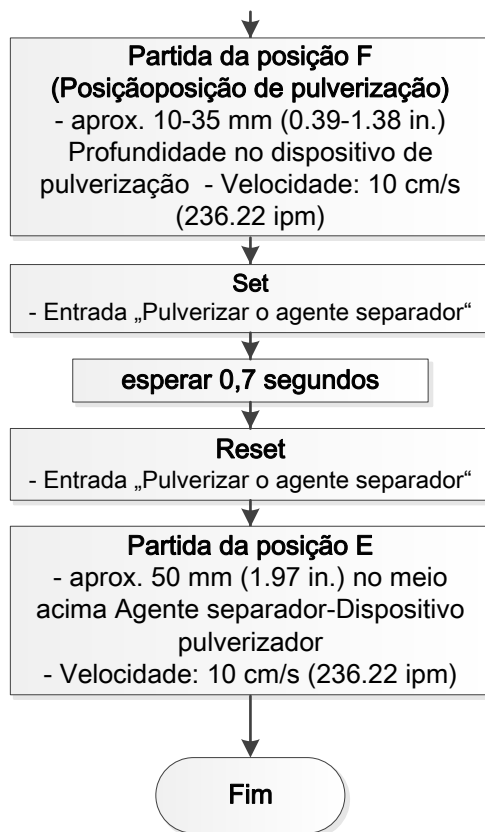 Partida da posição F
(Posiçãoposição de pulverização)
- aprox. 10-35 mm (0.39-1.38 in.)
Profundidade no dispositivo de
pulverização - Velocidade: 10 cm/s
(236.22 ipm)
Set
- Entrada „Pulverizar o agente separador“
esperar 0,7 segundos
Reset
- Entrada „Pulverizar o agente separador“
Partida da posição E
- aprox. 50 mm (1.97 in.) no meio
acima Agente separador-Dispositivo
pulverizador
- Velocidade: 10 cm/s (236.22 ipm)
Fim